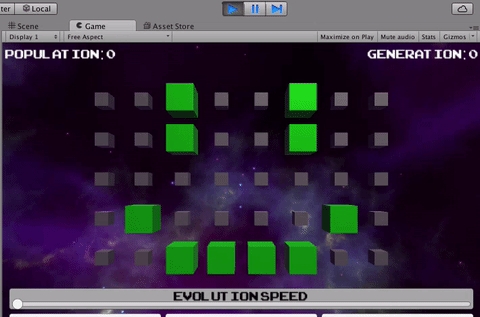 ter Local
Scene Game Asset Store
Display 1 Free Aspect Maximize on Play Mute audio Stats Gizmos
POPULATION:0 GENERATION:0
EVOLUTION SPEED